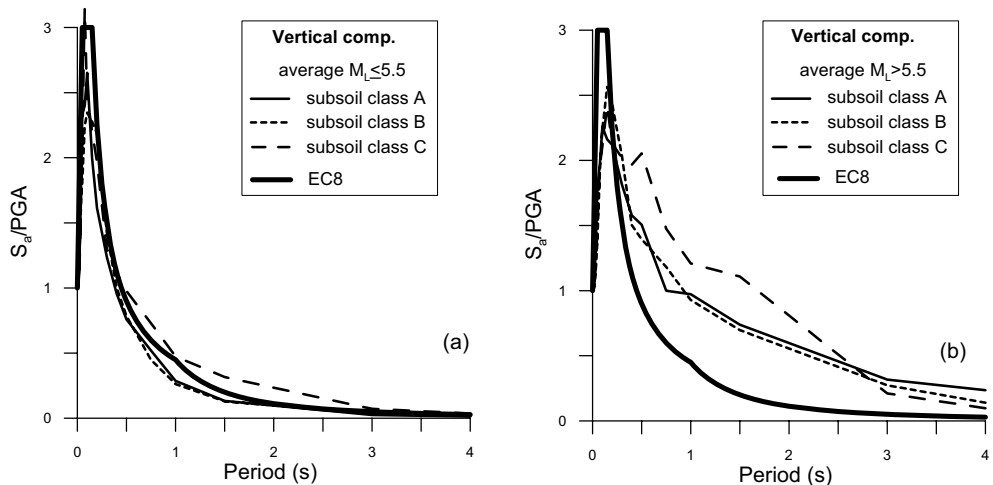 3
2
1
0
S_a/PGA
Vertical comp.
average M_L≤5.5
subsoil class A
subsoil class B
subsoil class C
EC8
(a)
0 1 2 3 4
Period (s)
3
2
1
0
S_a/PGA
Vertical comp.
average M_L>5.5
subsoil class A
subsoil class B
subsoil class C
EC8
(b)
0 1 2 3 4
Period (s)